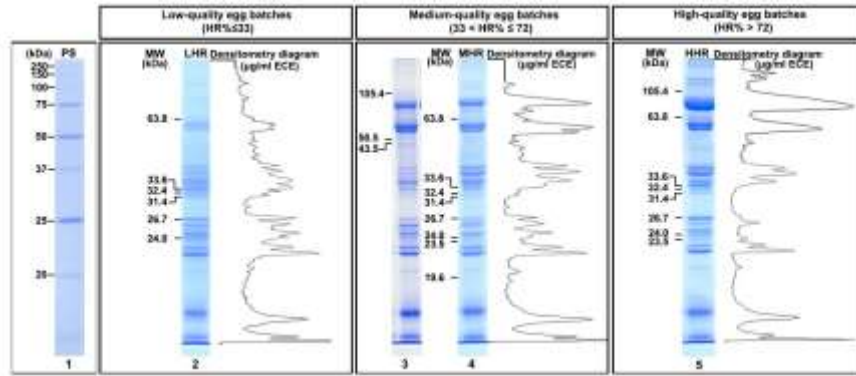 Low-quality egg batches
(HR%≤33)
Medium-quality egg batches
(33 < HR% ≤ 72)
High-quality egg batches
(HR% > 72)
(kDa) PS
250
150
100
75
50
37
25
20
1
MW
(kDa)
LHR
Densitometry diagram
(µg/ml ECE)
63.8
33.6
32.4
31.4
26.7
24.0
2
105.4
43.5
3
MW
(kDa)
MHR
Densitometry diagram
(µg/ml ECE)
63.8
33.6
32.4
31.4
26.7
24.0
23.5
19.6
4
MW
(kDa)
HHR
Densitometry diagram
(µg/ml ECE)
105.4
63.8
33.6
32.4
31.4
26.7
24.0
23.5
5